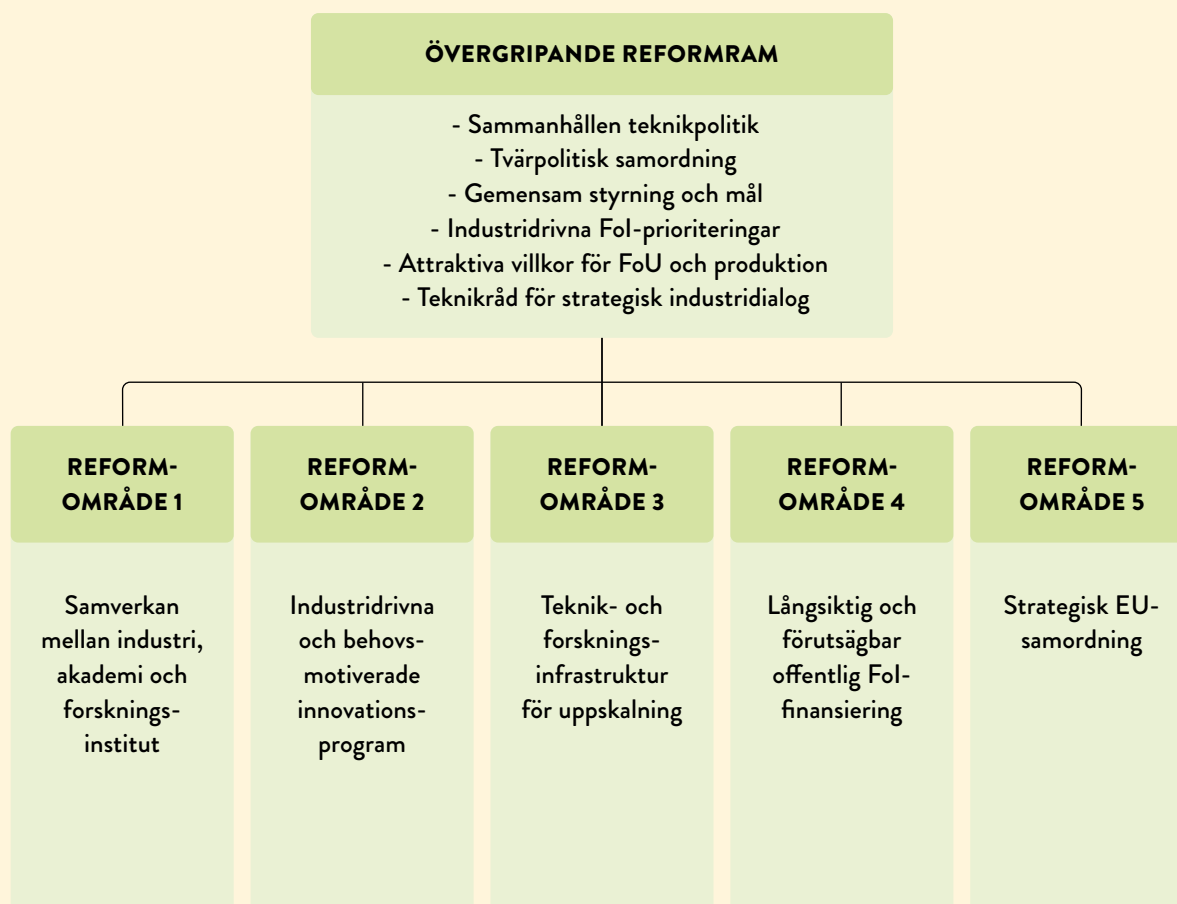 ÖVERGRIPANDE REFORMRAM
- Sammanhållen teknikpolitik
- Tvärpolitisk samordning
- Gemensam styrning och mål
- Industridrivna FoI-prioriteringar
- Attraktiva villkor för FoU och produktion
- Teknikråd för strategisk industridialog
REFORM-
OMRÅDE 1
Samverkan
mellan industri,
akademi och
forsknings-
institut
REFORM-
OMRÅDE 2
Industridrivna
och behovs-
motiverade
innovations-
program
REFORM-
OMRÅDE 3
Teknik- och
forsknings-
infrastruktur
för uppskalning
REFORM-
OMRÅDE 4
Långsiktig och
förutsägbar
offentlig FoI-
finansiering
REFORM-
OMRÅDE 5
Strategisk EU-
samordning